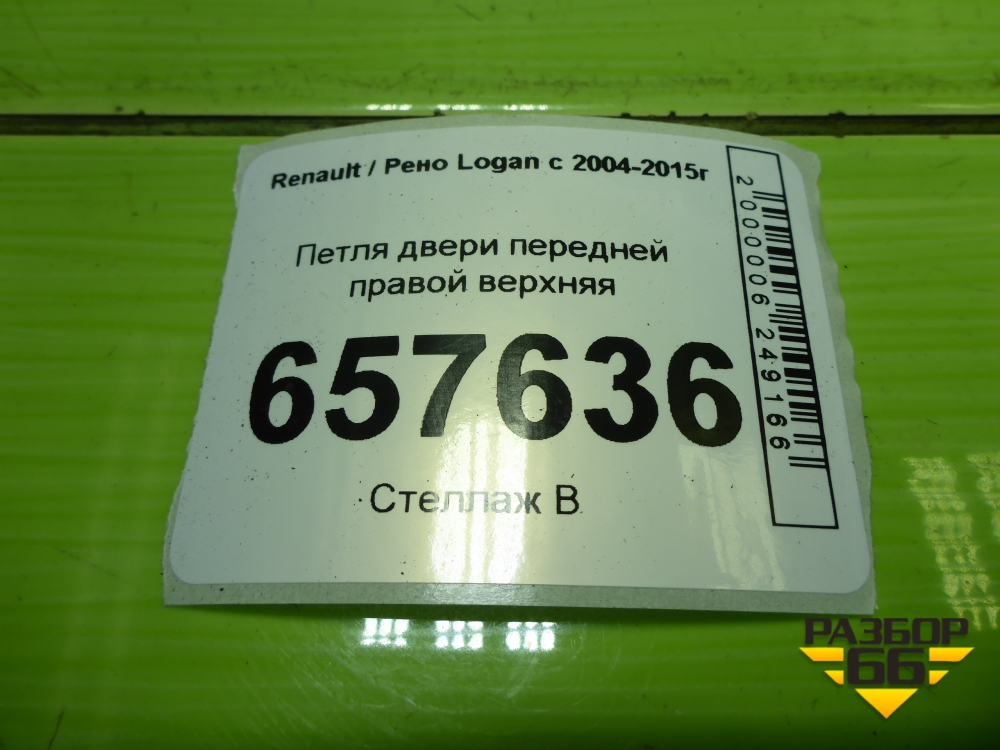 Renault / Рено Logan с 2004-2015г
Петля двери передней
правой верхняя
657636
Стеллаж В
2000006249166
РАЗБОР
66